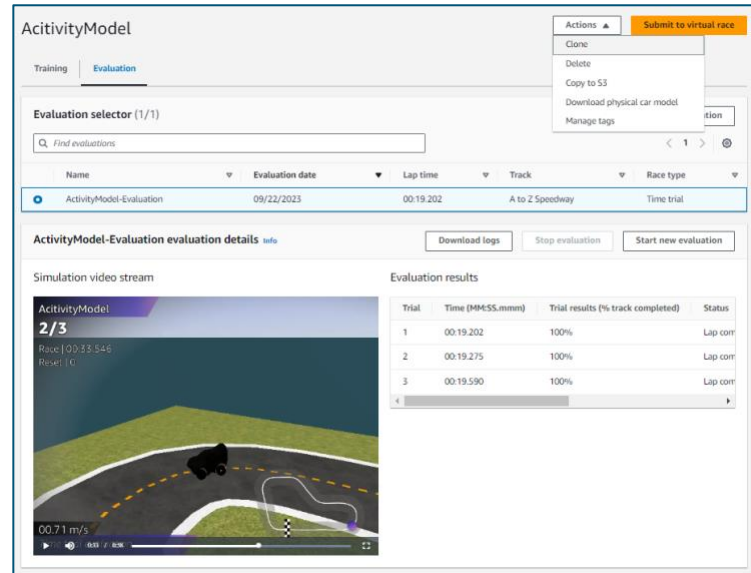 AcitivityModel
Actions ▲
Submit to virtual race
Clone
Delete
Copy to S3
Download physical car model
Manage tags
Training
Evaluation
Evaluation selector (1/1)
Find evaluations
< 1 >
Name
Evaluation date
Lap time
Track
Race type
ActivityModel-Evaluation
09/22/2023
00:19.202
A to Z Speedway
Time trial
ActivityModel-Evaluation evaluation details Info
Download logs
Stop evaluation
Start new evaluation
Simulation video stream
AcitivityModel
2/3
Race | 00:33.546
Reset | 0
00.71 m/s
Evaluation results
Trial Time (MM:SS.mmm) Trial results (% track completed) Status
1 00:19.202 100% Lap com
2 00:19.275 100% Lap com
3 00:19.590 100% Lap com